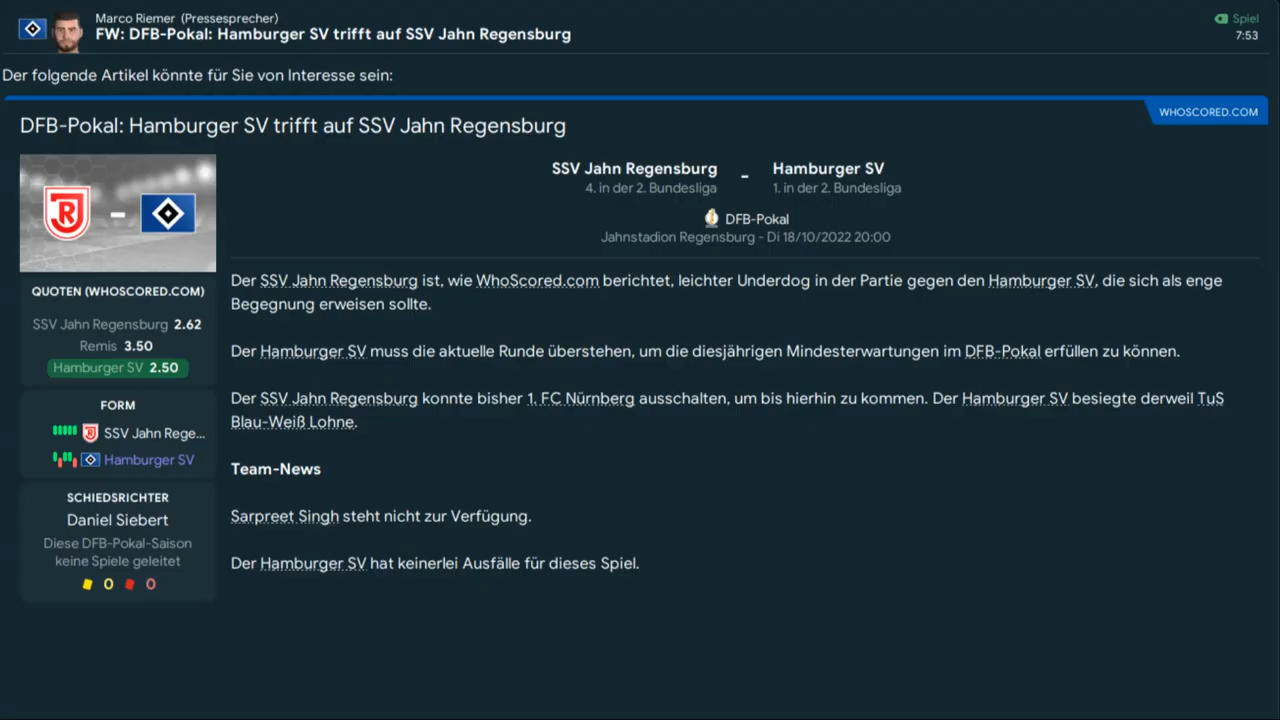 Marco Riemer (Pressesprecher)
FW: DFB-Pokal: Hamburger SV trifft auf SSV Jahn Regensburg
Spiel
7:53
Der folgende Artikel könnte für Sie von Interesse sein:
WHOSCORED.COM
DFB-Pokal: Hamburger SV trifft auf SSV Jahn Regensburg
SSV Jahn Regensburg - Hamburger SV
4. in der 2. Bundesliga 1. in der 2. Bundesliga
DFB-Pokal
Jahnstadion Regensburg - Di 18/10/2022 20:00
QUOTEN (WHOSCORED.COM)
SSV Jahn Regensburg 2.62
Remis 3.50
Hamburger SV 2.50
FORM
SSV Jahn Rege...
Hamburger SV
SCHIEDSRICHTER
Daniel Siebert
Diese DFB-Pokal-Saison
keine Spiele geleitet
0 0
Der SSV Jahn Regensburg ist, wie WhoScored.com berichtet, leichter Underdog in der Partie gegen den Hamburger SV, die sich als enge
Begegnung erweisen sollte.
Der Hamburger SV muss die aktuelle Runde überstehen, um die diesjährigen Mindesterwartungen im DFB-Pokal erfüllen zu können.
Der SSV Jahn Regensburg konnte bisher 1. FC Nürnberg ausschalten, um bis hierhin zu kommen. Der Hamburger SV besiegte derweil TuS
Blau-Weiß Lohne.
Team-News
Sarpreet Singh steht nicht zur Verfügung.
Der Hamburger SV hat keinerlei Ausfälle für dieses Spiel.